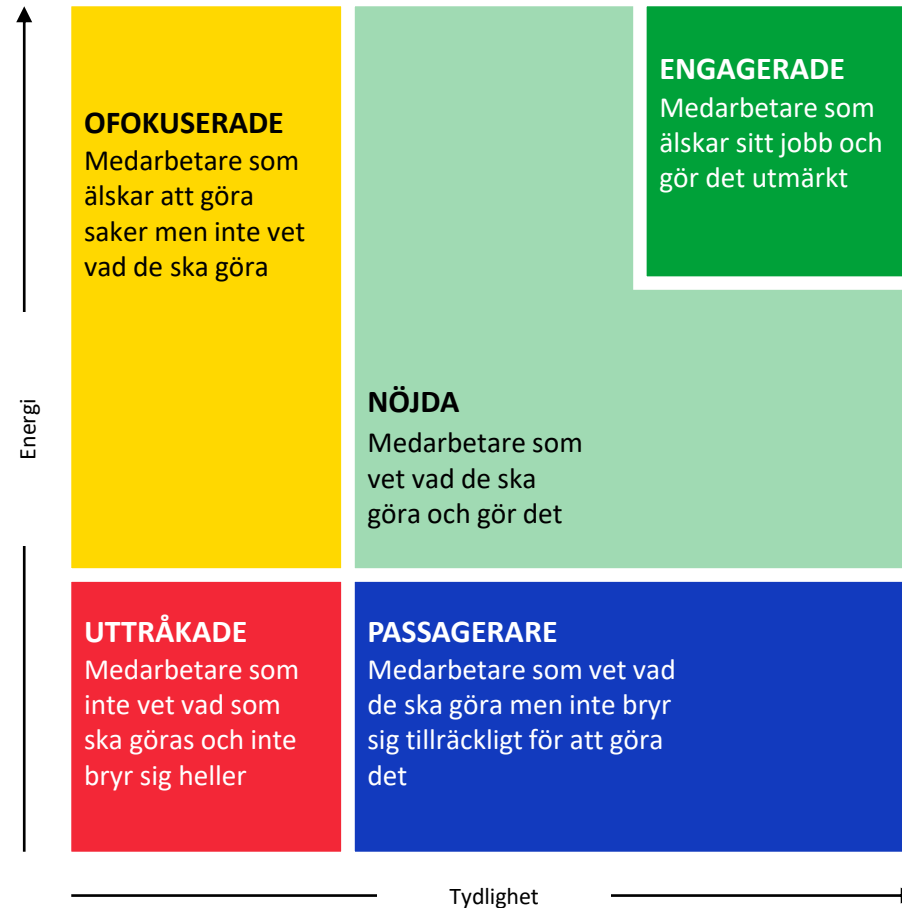 ENGAGERADE
Medarbetare som
älskar sitt jobb och
gör det utmärkt
OFOKUSERADE
Medarbetare som
älskar att göra
saker men inte vet
vad de ska göra
Energi
NÖJDA
Medarbetare som
vet vad de ska
göra och gör det
UTTRÅKADE
Medarbetare som
inte vet vad som
ska göras och inte
bryr sig heller
PASSAGERARE
Medarbetare som vet vad
de ska göra men inte bryr
sig tillräckligt för att göra
det
Tydlighet